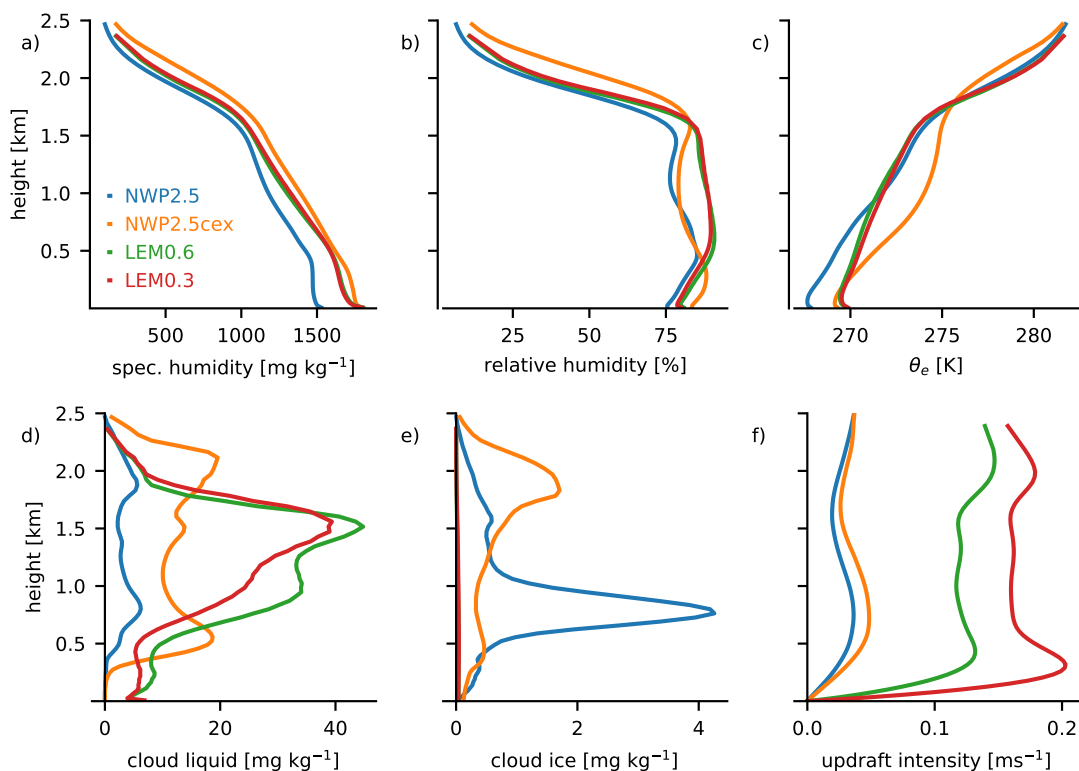 a)
b)
c)
2.5
2.0
1.5
1.0
0.5
height [km]
NWP2.5
NWP2.5cex
LEM0.6
LEM0.3
500 1000 1500
spec. humidity [mg kg⁻¹]
25 50 75
relative humidity [%]
270 275 280
θₑ [K]
d)
e)
f)
2.5
2.0
1.5
1.0
0.5
height [km]
0 20 40
cloud liquid [mg kg⁻¹]
0 2 4
cloud ice [mg kg⁻¹]
0.0 0.1 0.2
updraft intensity [ms⁻¹]